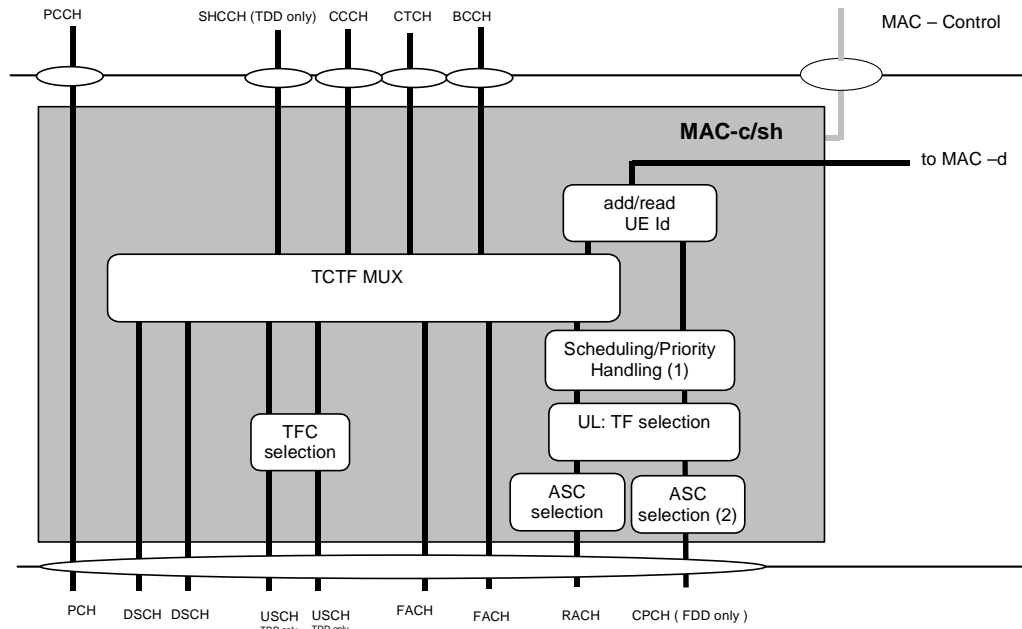 PCCH
SHCCH (TDD only)
CCCH
CTCH
BCCH
MAC – Control
MAC-c/sh
to MAC –d
add/read
UE Id
TCTF MUX
Scheduling/Priority
Handling (1)
UL: TF selection
TFC
selection
ASC
selection
ASC
selection (2)
PCH
DSCH
DSCH
USCH
TDD only
USCH
TDD only
FACH
FACH
RACH
CPCH ( FDD only )